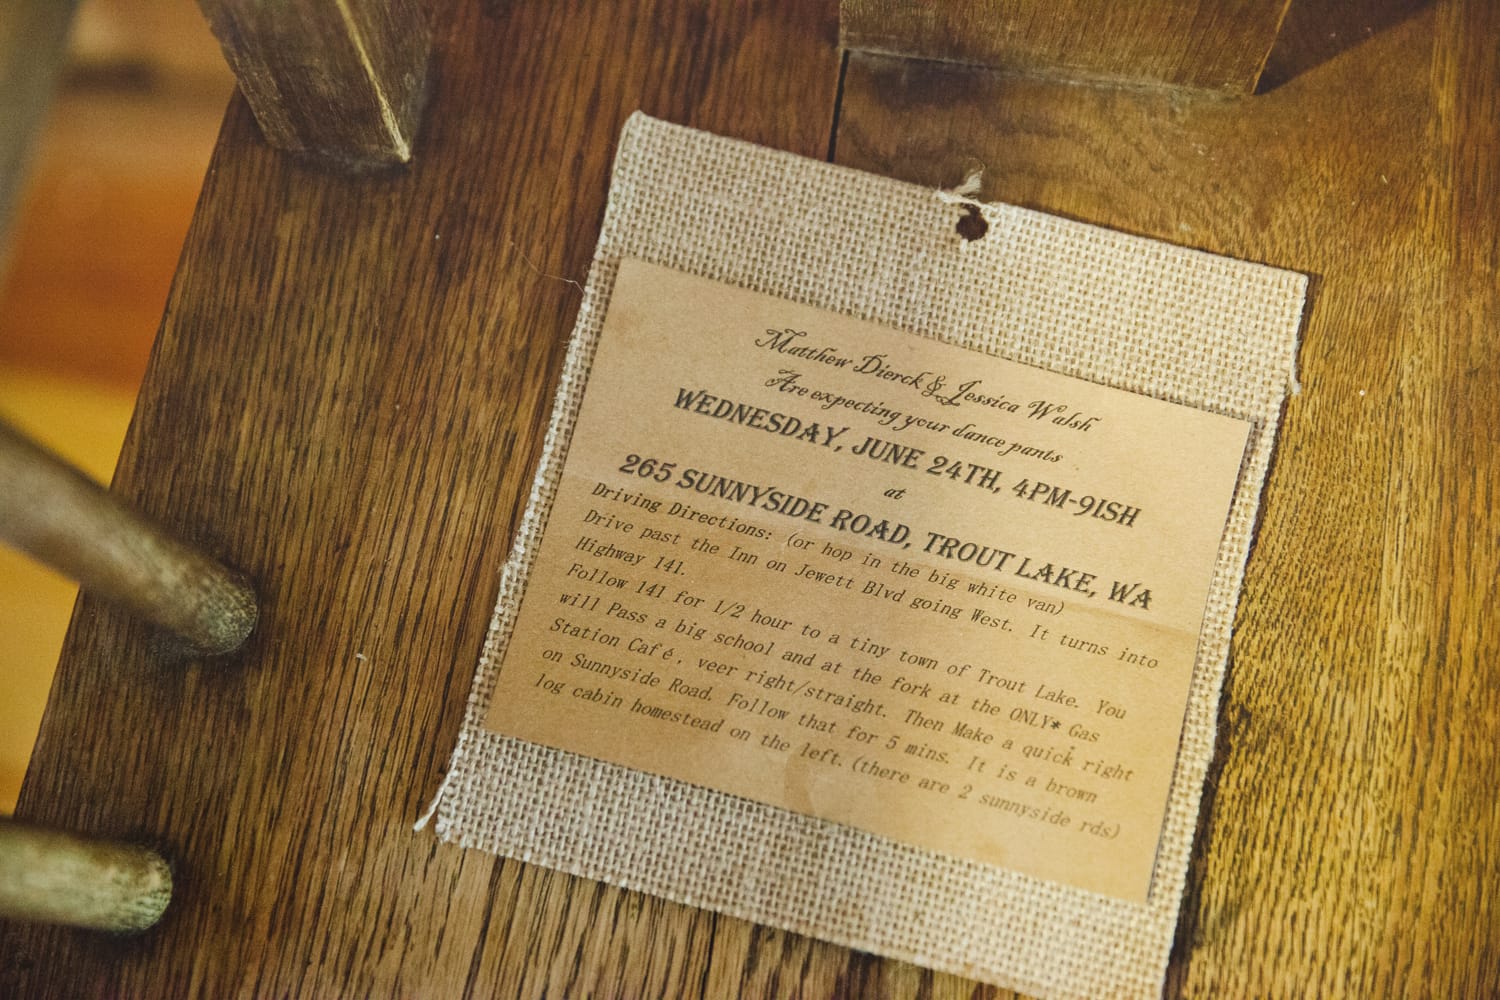 Matthew Dierck & Jessica Walsh
Are expecting your dance pants
WEDNESDAY, JUNE 24TH, 4PM-9ISH
at
265 SUNNYSIDE ROAD, TROUT LAKE, WA
Driving Directions: (or hop in the big white van)
Drive past the Inn on Jewett Blvd going West. It turns into
Highway 141.
Follow 141 for 1/2 hour to a tiny town of Trout Lake. You
will Pass a big school and at the fork at the ONLY* Gas
Station Café, veer right/straight. Then Make a quick right
on Sunnyside Road. Follow that for 5 mins. It is a brown
log cabin homestead on the left. (there are 2 sunnyside rds)